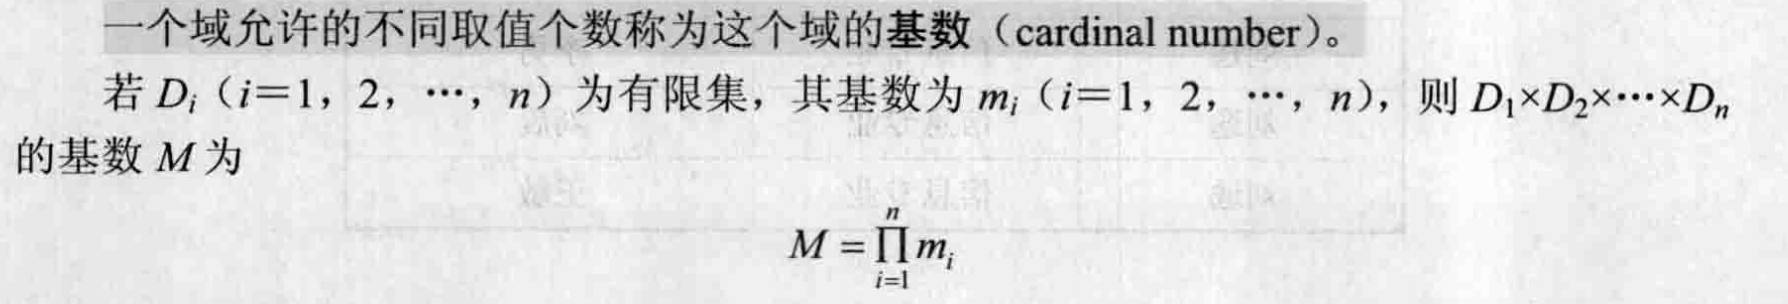 一个域允许的不同取值个数称为这个域的基数（cardinal number）。
若 D_i（i=1，2，…，n）为有限集，其基数为 m_i（i=1，2，…，n），则 D_1×D_2×…×D_n
的基数 M 为
M = ∏_{i=1}^{n} m_i